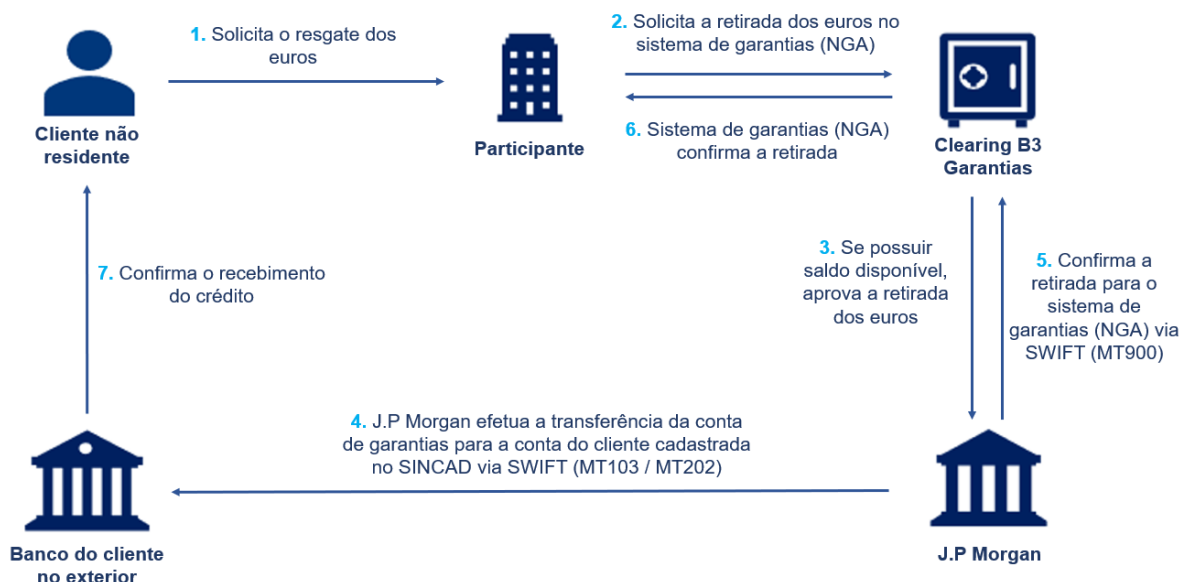 1. Solicita o resgate dos
euros
2. Solicita a retirada dos euros no
sistema de garantias (NGA)
Cliente não
residente
Participante
6. Sistema de garantias (NGA)
confirma a retirada
Clearing B3
Garantias
7. Confirma o recebimento
do crédito
3. Se possuir
saldo disponível,
aprova a retirada
dos euros
5. Confirma a
retirada para o
sistema de
garantias (NGA) via
SWIFT (MT900)
4. J.P Morgan efetua a transferência da conta
de garantias para a conta do cliente cadastrada
no SINCAD via SWIFT (MT103 / MT202)
Banco do cliente
no exterior
J.P Morgan